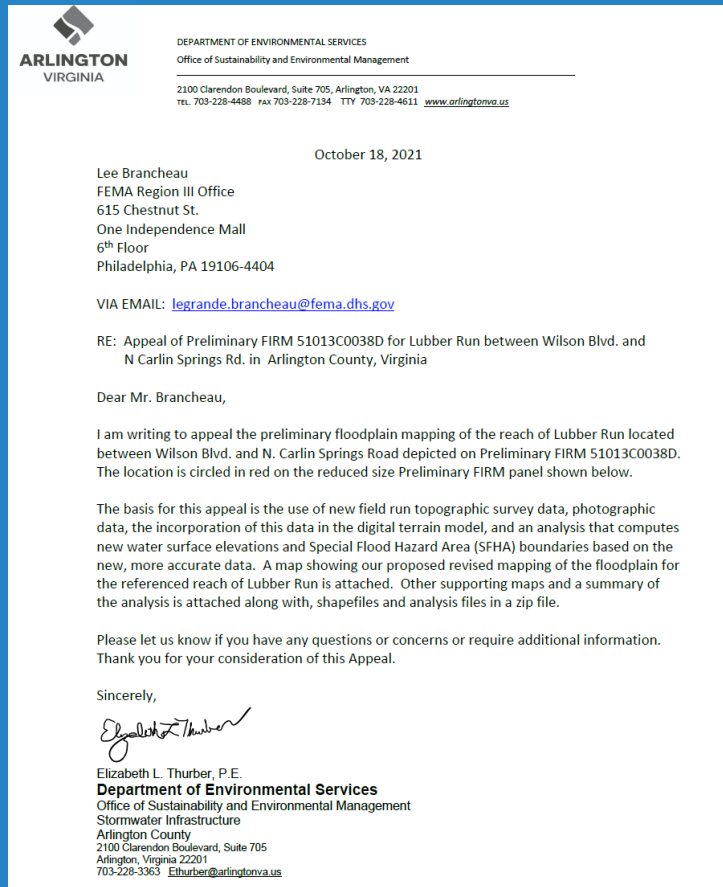 ARLINGTON
VIRGINIA
DEPARTMENT OF ENVIRONMENTAL SERVICES
Office of Sustainability and Environmental Management
2100 Clarendon Boulevard, Suite 705, Arlington, VA 22201
TEL. 703-228-4488 FAX 703-228-7134 TTY 703-228-4611 www.arlingtonva.us
October 18, 2021
Lee Brancheau
FEMA Region III Office
615 Chestnut St.
One Independence Mall
6th Floor
Philadelphia, PA 19106-4404
VIA EMAIL: legrande.brancheau@fema.dhs.gov
RE: Appeal of Preliminary FIRM 51013C0038D for Lubber Run between Wilson Blvd. and
N Carlin Springs Rd. in Arlington County, Virginia
Dear Mr. Brancheau,
I am writing to appeal the preliminary floodplain mapping of the reach of Lubber Run located
between Wilson Blvd. and N. Carlin Springs Road depicted on Preliminary FIRM 51013C0038D.
The location is circled in red on the reduced size Preliminary FIRM panel shown below.
The basis for this appeal is the use of new field run topographic survey data, photographic
data, the incorporation of this data in the digital terrain model, and an analysis that computes
new water surface elevations and Special Flood Hazard Area (SFHA) boundaries based on the
new, more accurate data. A map showing our proposed revised mapping of the floodplain for
the referenced reach of Lubber Run is attached. Other supporting maps and a summary of
the analysis is attached along with, shapefiles and analysis files in a zip file.
Please let us know if you have any questions or concerns or require additional information.
Thank you for your consideration of this Appeal.
Sincerely,
Elizabeth L Thurber
Elizabeth L. Thurber, P.E.
Department of Environmental Services
Office of Sustainability and Environmental Management
Stormwater Infrastructure
Arlington County
2100 Clarendon Boulevard, Suite 705
Arlington, Virginia 22201
703-228-3363 Ethurber@arlingtonva.us